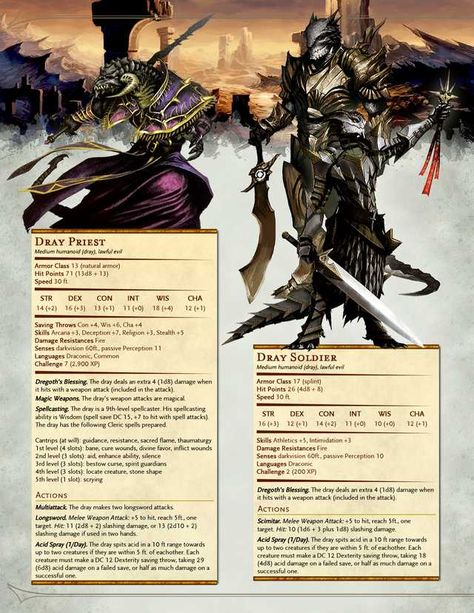 DRAY PRIEST
Medium humanoid (dray), lawful evil
Armor Class 13 (natural armor)
Hit Points 71 (13d8 + 13)
Speed 30 ft.
STR DEX CON INT WIS CHA
14 (+2) 16 (+3) 13 (+1) 11 (+0) 18 (+4) 12 (+1)
Saving Throws Con +4, Wis +6, Cha +4
Skills Arcana +3, Deception +7, Religion +3, Stealth +5
Damage Resistances Fire
Senses darkvision 60ft., passive Perception 11
Languages Draconic, Common
Challenge 7 (2,900 XP)
Dregoth's Blessing. The dray deals an extra 4 (1d8) damage when
it hits with a weapon attack (included in the attack).
Magic Weapons. The dray's weapon attacks are magical.
Spellcasting. The dray is a 9th-level spellcaster. His spellcasting
ability is Wisdom (spell save DC 15, +7 to hit with spell attacks).
The dray has the following Cleric spells prepared.
Cantrips (at will): guidance, resistance, sacred flame, thaumaturgy
1st level (4 slots): bane, cure wounds, divine favor, inflict wounds
2nd level (3 slots): aid, enhance ability, silence
3rd level (3 slots): bestow curse, spirit guardians
4th level (3 slots): locate creature, stone shape
5th level (1 slot): scrying
ACTIONS
Multiattack. The dray makes two longsword attacks.
Longsword. Melee Weapon Attack: +5 to hit, reach 5ft., one
target. Hit: 11 (2d8 + 2) slashing damage, or 13 (2d10 + 2)
slashing damage if used in two hands.
Acid Spray (1/Day). The dray spits acid in a 10 ft range towards
up to two creatures if they are within 5 ft. of eachother. Each
creature must make a DC 12 Dexterity saving throw, taking 29
(6d8) acid damage on a failed save, or half as much damage on a
successful one.
DRAY SOLDIER
Medium humanoid (dray), lawful evil
Armor Class 17 (splint)
Hit Points 26 (4d8 + 8)
Speed 30 ft.
STR DEX CON INT WIS CHA
16 (+3) 12 (+1) 14 (+2) 11 (+0) 10 (+0) 12 (+1)
Skills Athletics +5, Intimidation +3
Damage Resistances Fire
Senses darkvision 60ft., passive Perception 10
Languages Draconic
Challenge 2 (200 XP)
Dregoth's Blessing. The dray deals an extra 4 (1d8) damage when
it hits with a weapon attack (included in the attack).
ACTIONS
Scimitar. Melee Weapon Attack: +5 to hit, reach 5ft., one
target. Hit: 10 (1d6 + 3 plus 1d8) slashing damage.
Acid Spray (1/Day). The dray spits acid in a 10 ft range towards
up to two creatures if they are within 5 ft. of eachother. Each
creature must make a DC 12 Dexterity saving throw, taking 18
(4d8) acid damage on a failed save, or half as much damage on a
successful one.